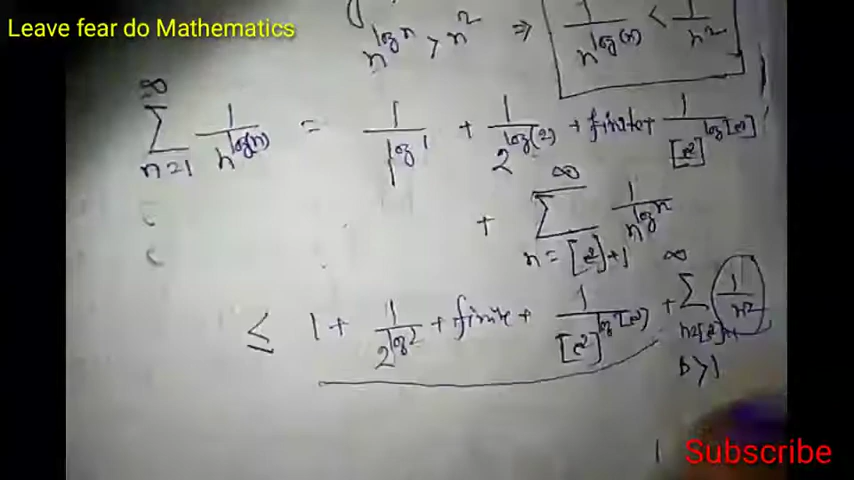 Leave fear do Mathematics
n^{log n} > n^2 ⇒ 1/n^{log(n)} < 1/n^2
∑_{n=1}^{∞} 1/n^{log(n)} = 1/1^{log 1} + 1/2^{log(2)} + finite + 1/[e^2]^{log[e^2]}
+ ∑_{n=[e^2]+1}^{∞} 1/n^{log n}
≤ 1 + 1/2^{log 2} + finite + 1/[e^2]^{log[e^2]} + ∑_{n=[e^2]+1}^{∞} 1/n^2
p>1
Subscribe